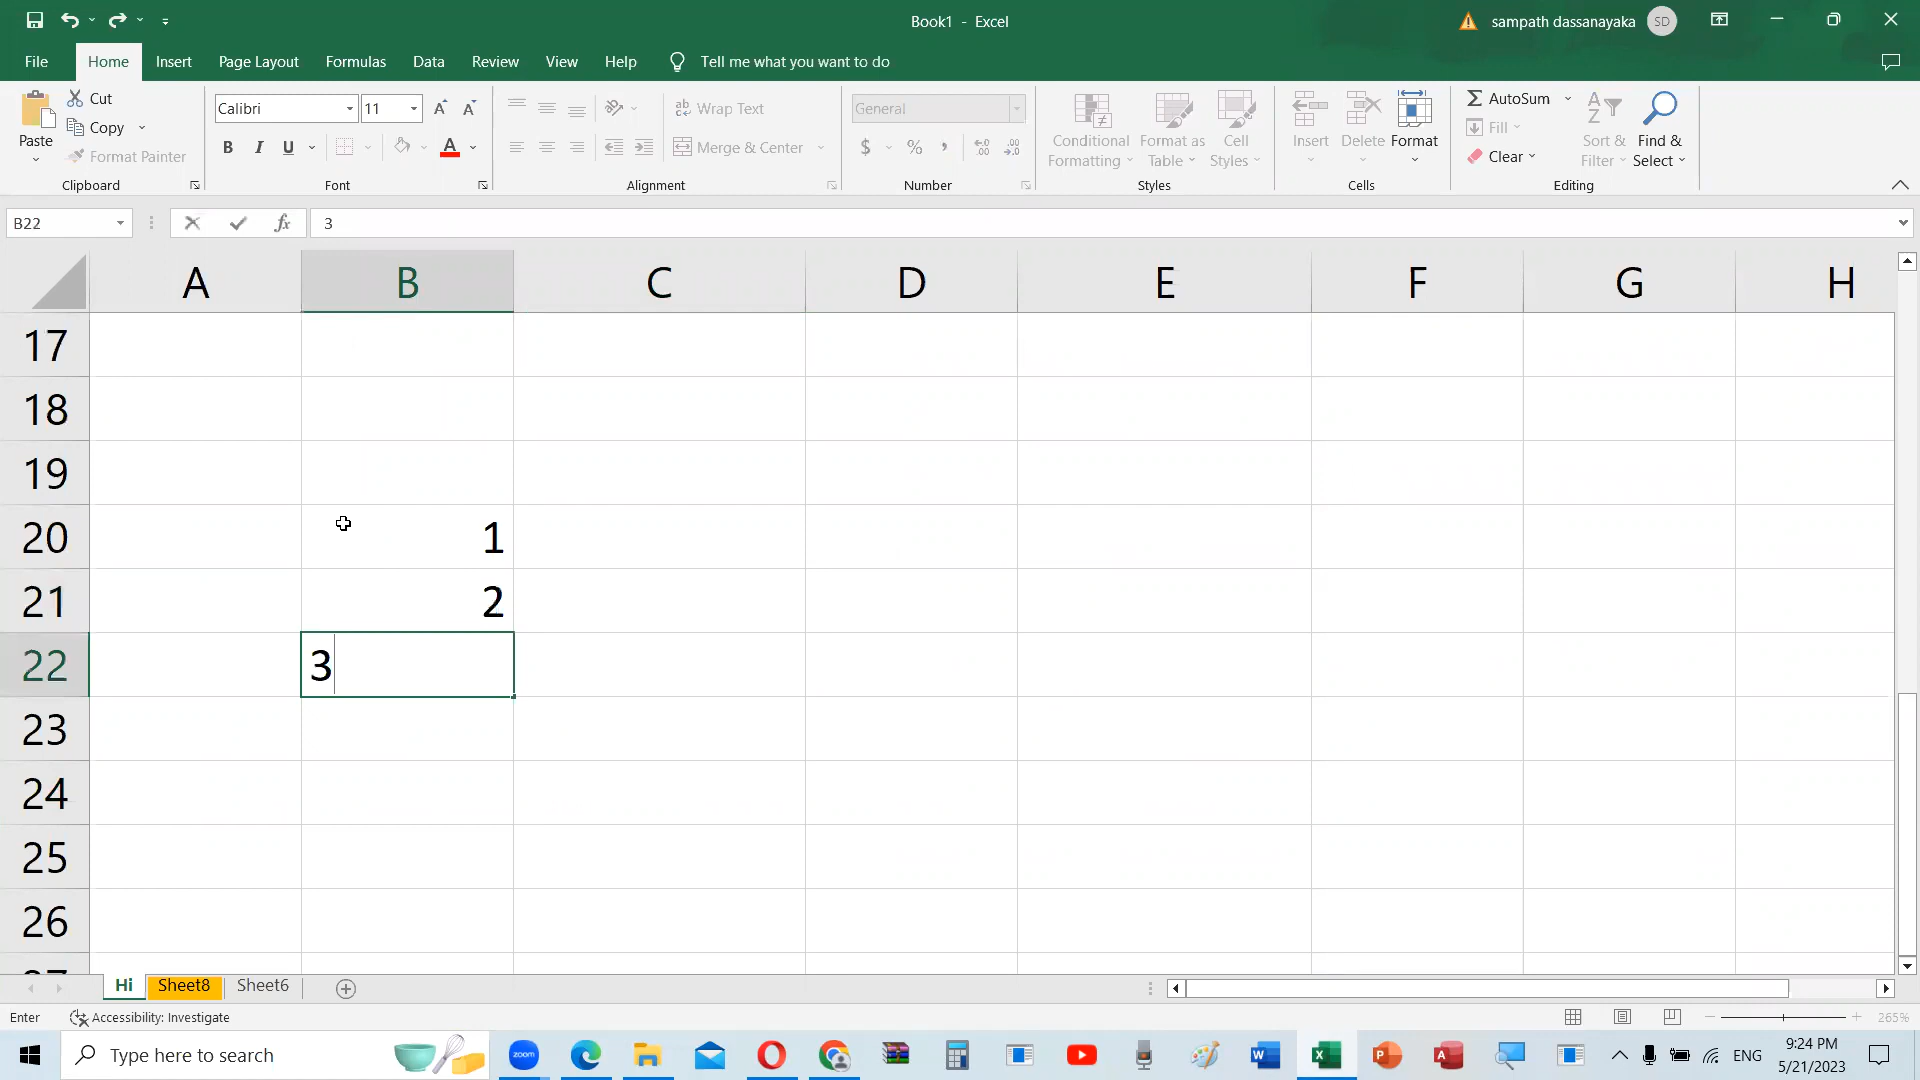 Book1 - Excel
sampath dassanayaka
SD
File
Home
Insert
Page Layout
Formulas
Data
Review
View
Help
Tell me what you want to do
Paste
Cut
Copy
Format Painter
Clipboard
Calibri
11
A
A
B
I
U
A
Font
ab
Wrap Text
Merge & Center
Alignment
General
$
%
,
Number
Conditional
Formatting
Format as
Table
Cell
Styles
Styles
Insert
Delete
Format
Cells
AutoSum
Fill
Clear
Sort &
Filter
Find &
Select
Editing
B22
fx
3
A
B
C
D
E
F
G
H
17
18
19
20
1
21
2
22
3
23
24
25
26
27
Hi
Sheet8
Sheet6
Enter
Accessibility: Investigate
265%
Type here to search
zoom
ENG
9:24 PM
5/21/2023